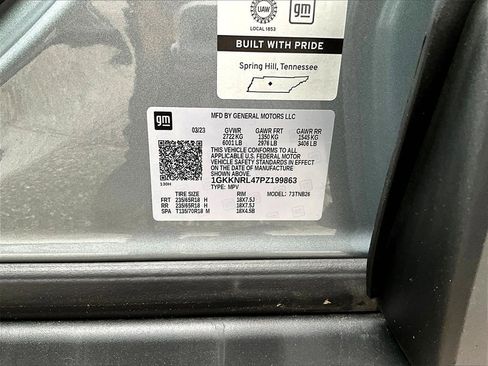 UAW
gm
LOCAL 1853
BUILT WITH PRIDE
Spring Hill, Tennessee
gm
MFD BY GENERAL MOTORS LLC
03/23 GVWR GAWR FRT GAWR RR
2722 KG 1350 KG 1545 KG
6001 LB 2976 LB 3406 LB
THIS VEHICLE CONFORMS TO ALL
APPLICABLE U.S. FEDERAL MOTOR
VEHICLE SAFETY STANDARDS IN EFFECT
ON THE DATE OF MANUFACTURE
SHOWN ABOVE.
1GKKNRL47PZ199863
TYPE: MPV MODEL: 73TNB26
130H
TIRE SIZE RIM
FRT 235/65R18 H 18X7.5J
RR 235/65R18 H 18X7.5J
SPA T135/70R18 M 18X4.5B